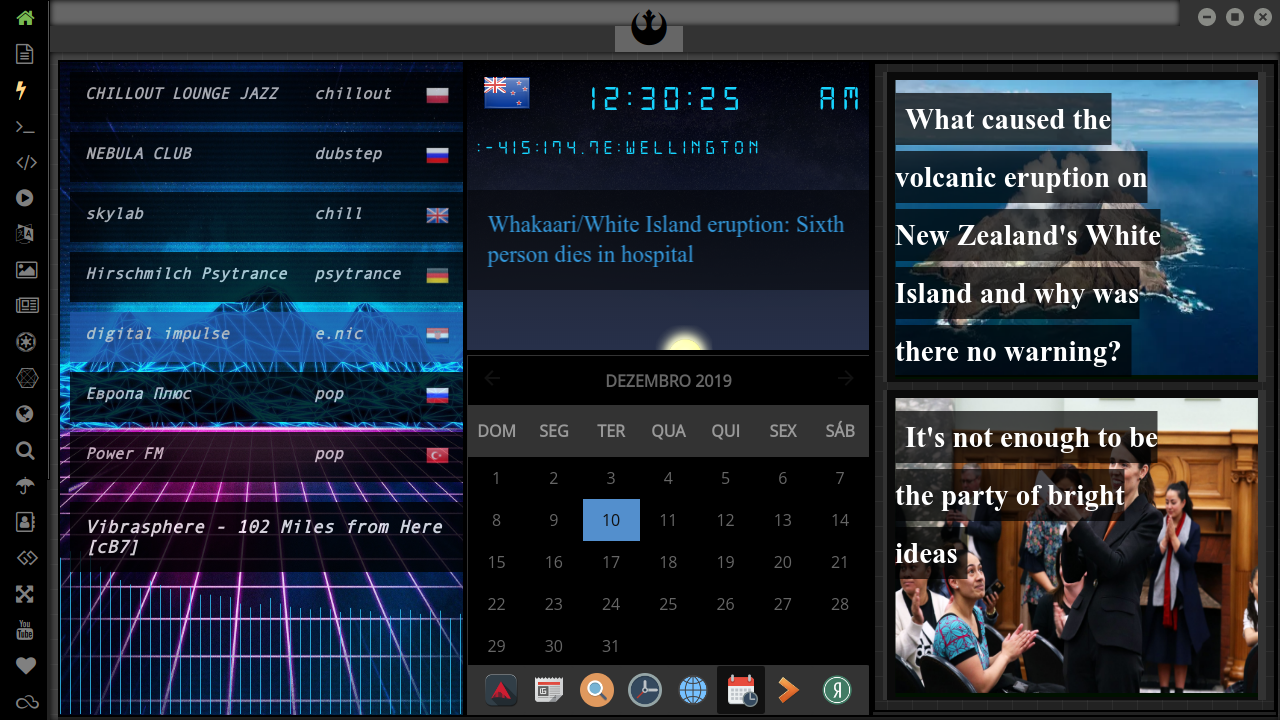 CHILLOUT LOUNGE JAZZ chillout
NEBULA CLUB dubstep
skylab chill
Hirschmilch Psytrance psytrance
digital impulse e.nic
Европа Плюс pop
Power FM pop
Vibrasphere - 102 Miles from Here
[cB7]
12:30:25 AM
:-415:174.7E:WELLINGTON
Whakaari/White Island eruption: Sixth
person dies in hospital
DEZEMBRO 2019
DOM SEG TER QUA QUI SEX SÁB
1 2 3 4 5 6 7
8 9 10 11 12 13 14
15 16 17 18 19 20 21
22 23 24 25 26 27 28
29 30 31
What caused the
volcanic eruption on
New Zealand's White
Island and why was
there no warning?
It's not enough to be
the party of bright
ideas
You
Tube
Я